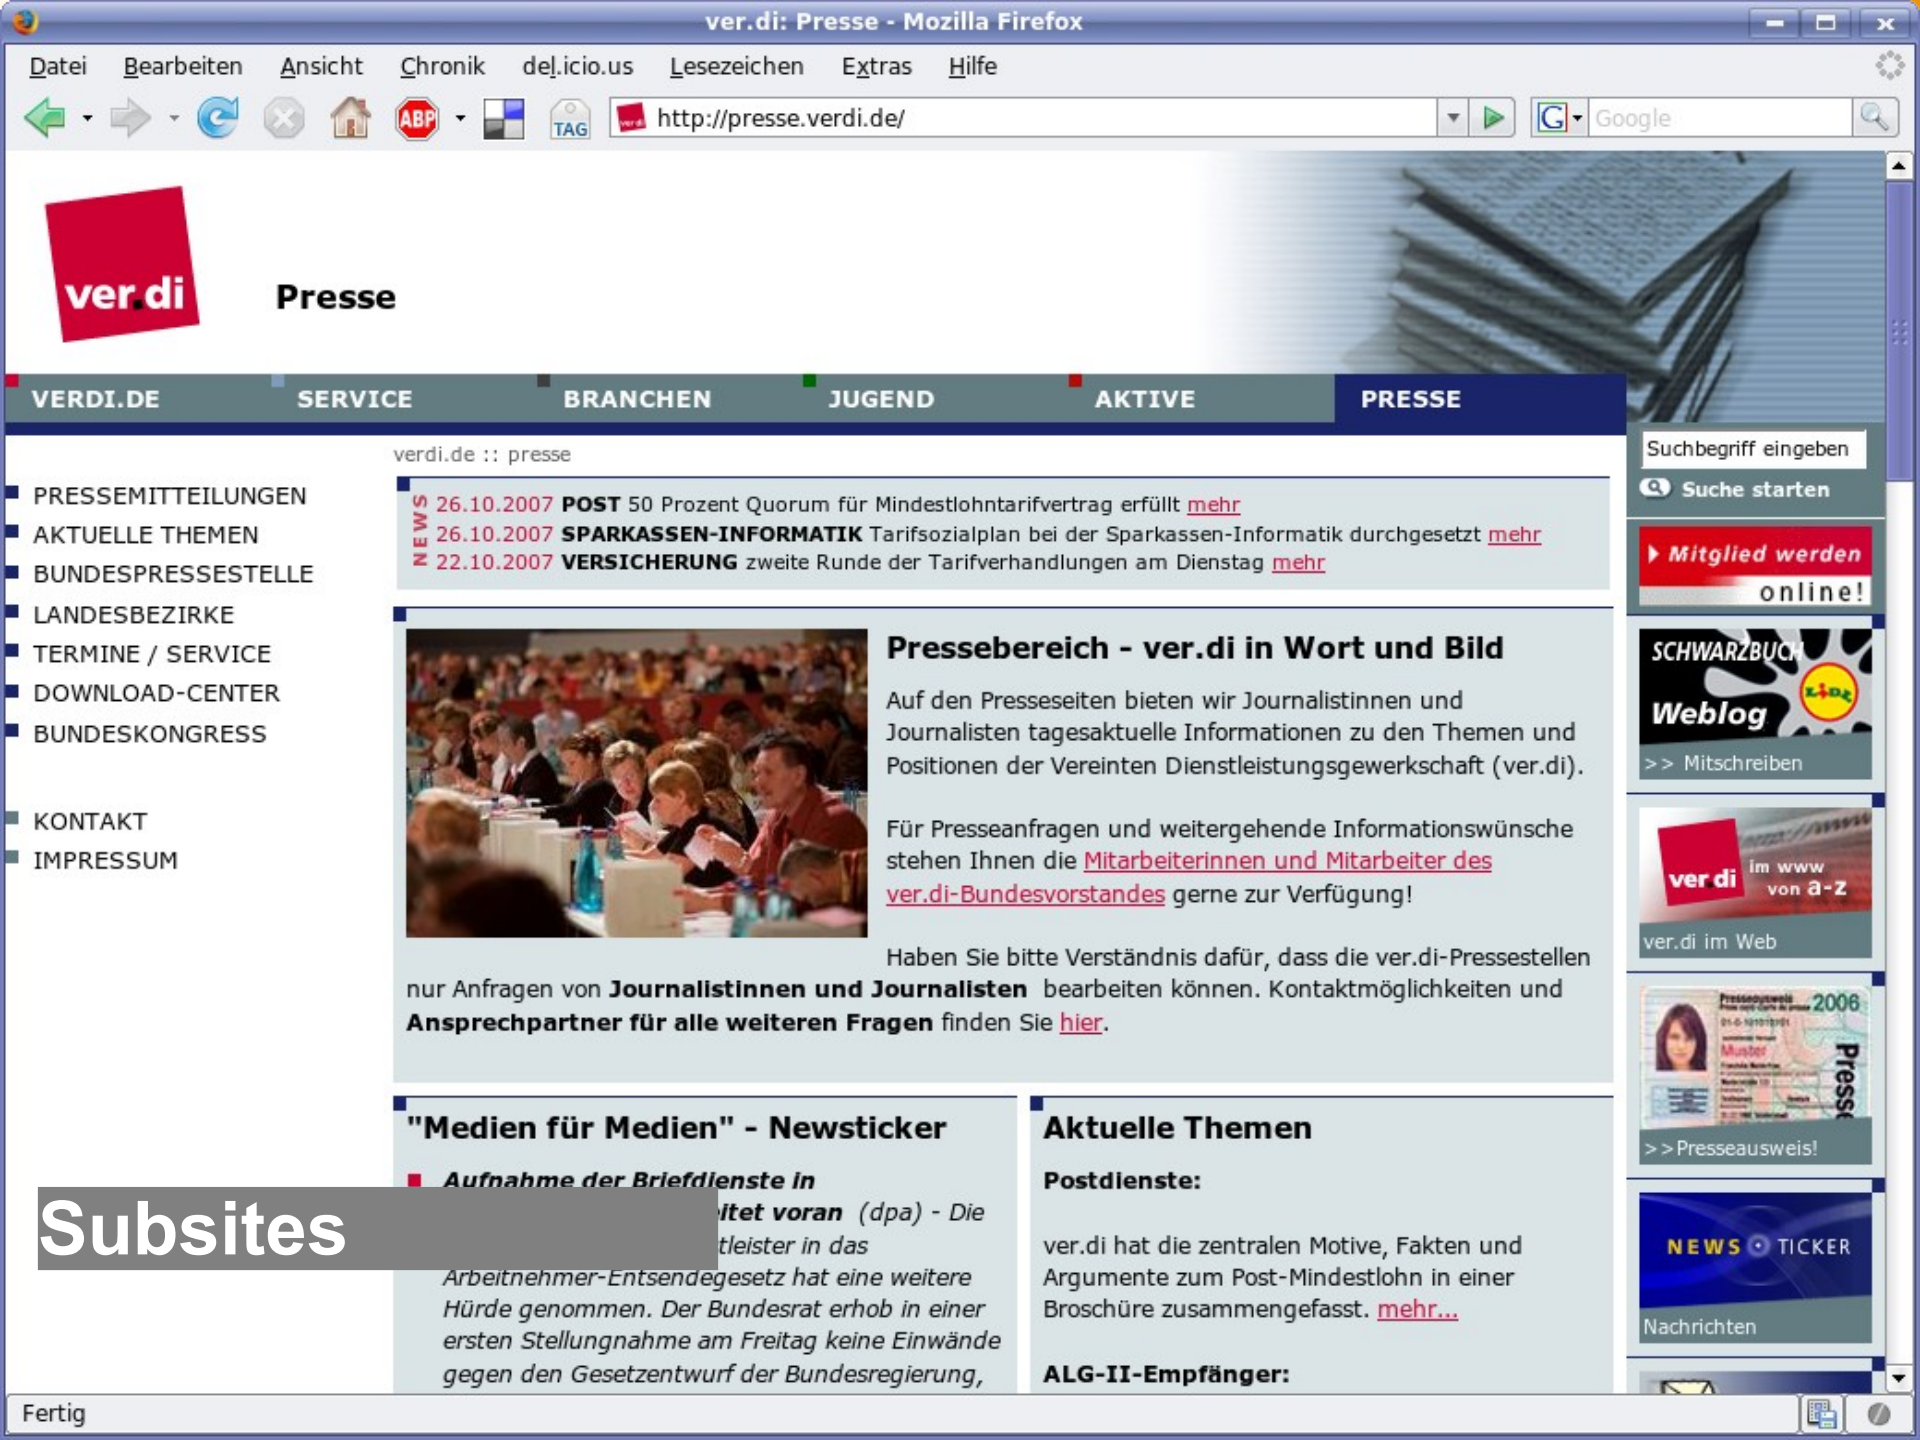 ver.di: Presse - Mozilla Firefox
Datei Bearbeiten Ansicht Chronik del.icio.us Lesezeichen Extras Hilfe
ABP TAG http://presse.verdi.de/ G Google
ver.di
Presse
VERDI.DE SERVICE BRANCHEN JUGEND AKTIVE PRESSE
verdi.de :: presse
PRESSEMITTEILUNGEN
AKTUELLE THEMEN
BUNDESPRESSESTELLE
LANDESBEZIRKE
TERMINE / SERVICE
DOWNLOAD-CENTER
BUNDESKONGRESS
KONTAKT
IMPRESSUM
NEWS
26.10.2007 POST 50 Prozent Quorum für Mindestlohntarifvertrag erfüllt mehr
26.10.2007 SPARKASSEN-INFORMATIK Tarifsozialplan bei der Sparkassen-Informatik durchgesetzt mehr
22.10.2007 VERSICHERUNG zweite Runde der Tarifverhandlungen am Dienstag mehr
Pressebereich - ver.di in Wort und Bild
Auf den Presseseiten bieten wir Journalistinnen und
Journalisten tagesaktuelle Informationen zu den Themen und
Positionen der Vereinten Dienstleistungsgewerkschaft (ver.di).
Für Presseanfragen und weitergehende Informationswünsche
stehen Ihnen die Mitarbeiterinnen und Mitarbeiter des
ver.di-Bundesvorstandes gerne zur Verfügung!
Haben Sie bitte Verständnis dafür, dass die ver.di-Pressestellen
nur Anfragen von Journalistinnen und Journalisten bearbeiten können. Kontaktmöglichkeiten und
Ansprechpartner für alle weiteren Fragen finden Sie hier.
"Medien für Medien" - Newsticker
Aufnahme der Briefdienste in
eitet voran (dpa) - Die
tleister in das
Arbeitnehmer-Entsendegesetz hat eine weitere
Hürde genommen. Der Bundesrat erhob in einer
ersten Stellungnahme am Freitag keine Einwände
gegen den Gesetzentwurf der Bundesregierung,
Aktuelle Themen
Postdienste:
ver.di hat die zentralen Motive, Fakten und
Argumente zum Post-Mindestlohn in einer
Broschüre zusammengefasst. mehr...
ALG-II-Empfänger:
Suchbegriff eingeben
Suche starten
Mitglied werden
online!
SCHWARZBUCH
LIDL
Weblog
>> Mitschreiben
ver.di im www
von a-z
ver.di im Web
Presseausweis 2006
Muster
Presse
>>Presseausweis!
NEWS TICKER
Nachrichten
Subsites
Fertig